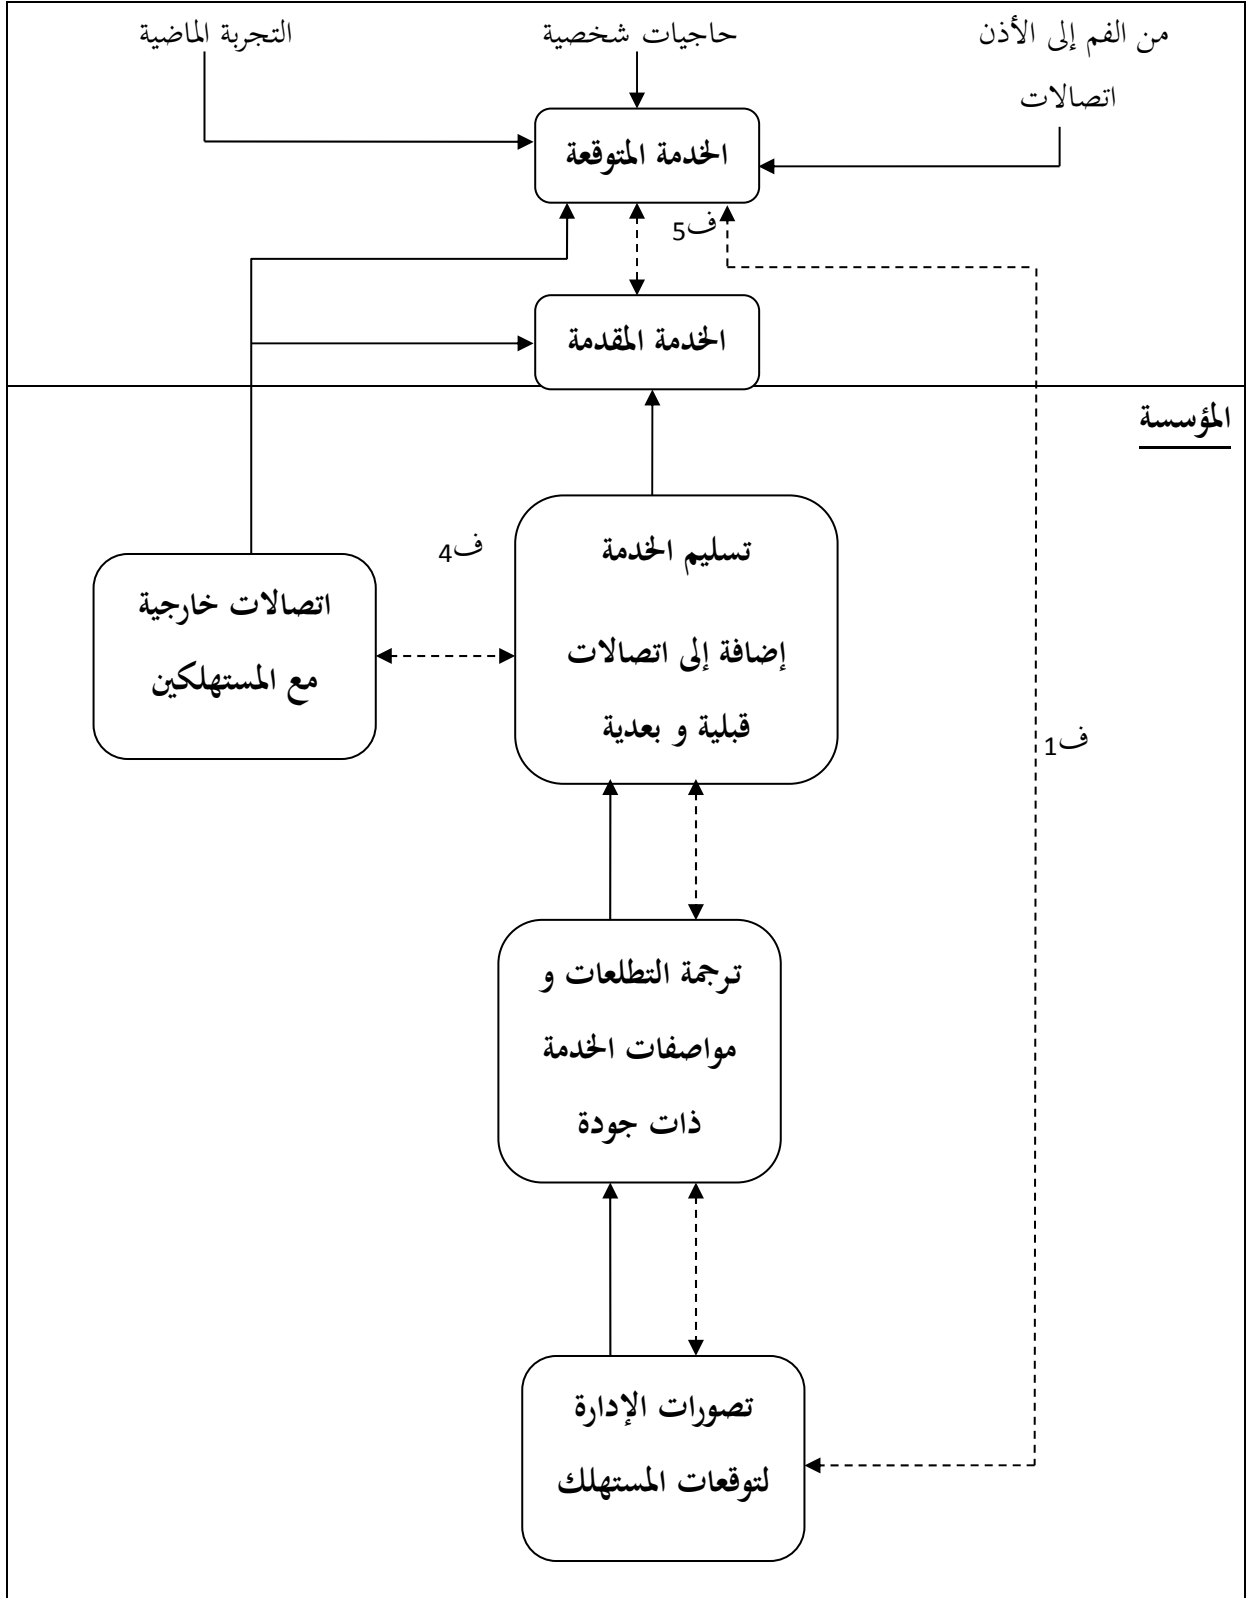 من الفم إلى الأذن
اتصالات
حاجيات شخصية
التجربة الماضية
الخدمة المتوقعة
ف5
الخدمة المقدمة
المؤسسة
تسليم الخدمة
إضافة إلى اتصالات
قبلية و بعدية
ف4
اتصالات خارجية
مع المستهلكين
ف1
ترجمة التطلعات و
مواصفات الخدمة
ذات جودة
تصورات الإدارة
لتوقعات المستهلك